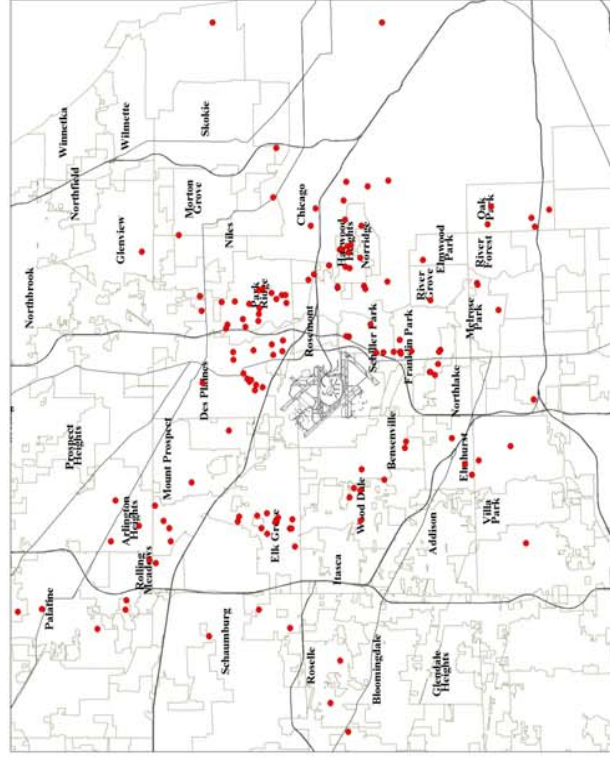 Winnetka
Northfield
Wilmette
Northbrook
Glenview
Skokie
Morton
Grove
Niles
Prospect
Heights
Des Plaines
Park
Ridge
Chicago
Mount Prospect
Arlington
Heights
Rosemont
Harwood
Heights
Norridge
Palatine
Rolling
Meadows
Elk Grove
Schiller Park
River
Grove
Elmwood
Park
Franklin Park
Oak
Park
River
Forest
Wood Dale
Bensenville
Northlake
Melrose
Park
Schaumburg
Itasca
Addison
Elmhurst
Villa
Park
Roselle
Bloomingdale
Glendale
Heights